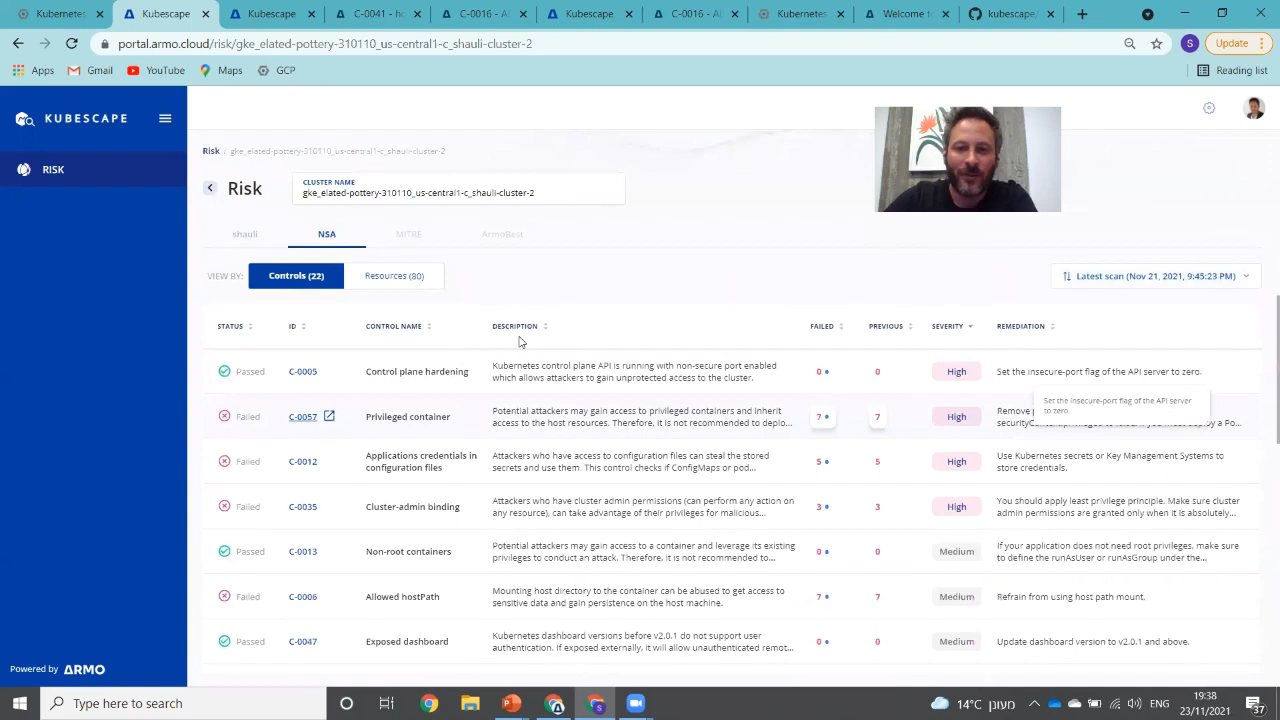 Kubernetes
Kubescape
Kubescape
C-0041 - ho
C-0016 - Al
Kubescape
C-0016 - Al
Kubernetes
Welcome to
kubescape
portal.armo.cloud/risk/gke_elated-pottery-310110_us-central1-c_shauli-cluster-2
S
Update
Apps
Gmail
YouTube
Maps
GCP
Reading list
KUBESCAPE
RISK
Risk / gke_elated-pottery-310110_us-central1-c_shauli-cluster-2
Risk
CLUSTER NAME
gke_elated-pottery-310110_us-central1-c_shauli-cluster-2
shauli
NSA
MITRE
ArmoBest
VIEW BY:
Controls (22)
Resources (80)
Latest scan (Nov 21, 2021, 9:45:23 PM)
STATUS
ID
CONTROL NAME
DESCRIPTION
FAILED
PREVIOUS
SEVERITY
REMEDIATION
Passed
C-0005
Control plane hardening
Kubernetes control plane API is running with non-secure port enabled
which allows attackers to gain unprotected access to the cluster.
0
0
High
Set the insecure-port flag of the API server to zero.
Set the insecure-port flag of the API server
to zero.
Failed
C-0057
Privileged container
Potential attackers may gain access to privileged containers and inherit
access to the host resources. Therefore, it is not recommended to deplo...
7
7
High
Remove
Failed
C-0012
Applications credentials in
configuration files
Attackers who have access to configuration files can steal the stored
secrets and use them. This control checks if ConfigMaps or pod...
5
5
High
Use Kubernetes secrets or Key Management Systems to
store credentials.
Failed
C-0035
Cluster-admin binding
Attackers who have cluster admin permissions (can perform any action on
any resource), can take advantage of their privileges for malicious...
3
3
High
You should apply least privilege principle. Make sure cluster
admin permissions are granted only when it is absolutely...
Passed
C-0013
Non-root containers
Potential attackers may gain access to a container and leverage its existing
privileges to conduct an attack. Therefore, it is not recommended to...
0
0
Medium
If your application does not need root privileges, make sure
to define the runAsUser or runAsGroup under the...
Failed
C-0006
Allowed hostPath
Mounting host directory to the container can be abused to get access to
sensitive data and gain persistence on the host machine.
7
7
Medium
Refrain from using host path mount.
Passed
C-0047
Exposed dashboard
Kubernetes dashboard versions before v2.0.1 do not support user
authentication. If exposed externally, it will allow unauthenticated remot...
0
0
Medium
Update dashboard version to v2.0.1 and above.
Powered by ARMO
Type here to search
14°C מעונן
ENG
19:38
23/11/2021
37